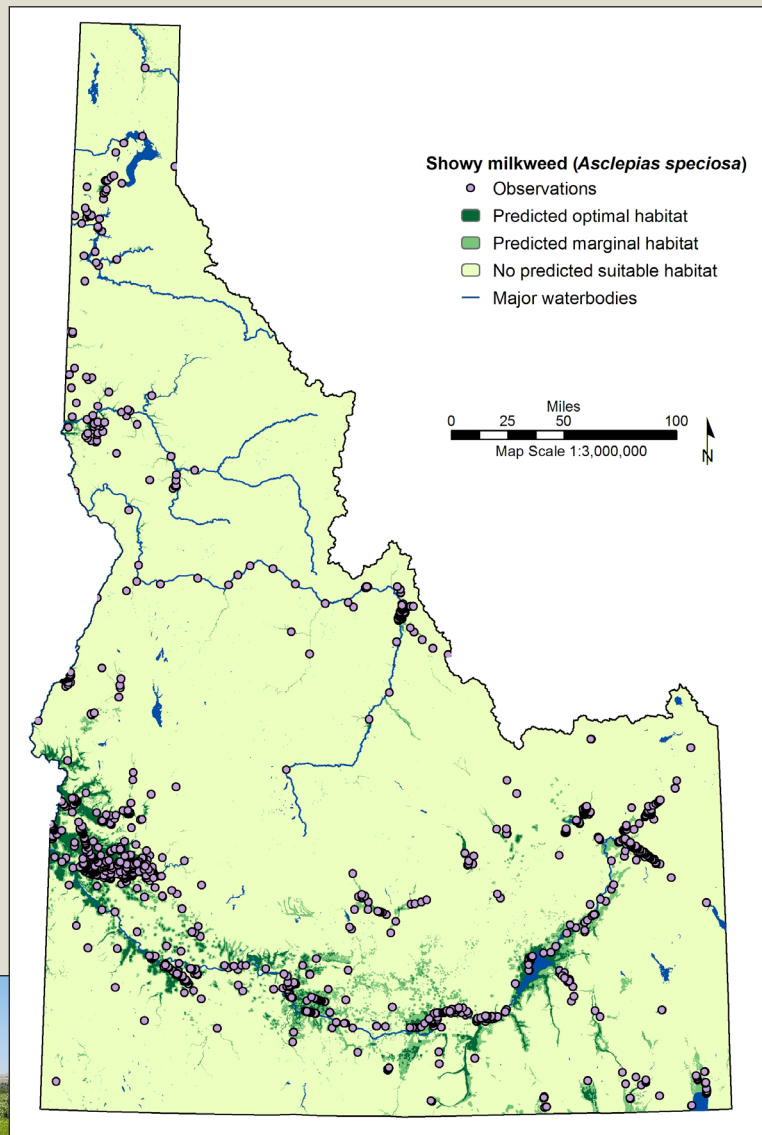 Showy milkweed (Asclepias speciosa)
Observations
Predicted optimal habitat
Predicted marginal habitat
No predicted suitable habitat
Major waterbodies
Miles
0 25 50 100
Map Scale 1:3,000,000
N